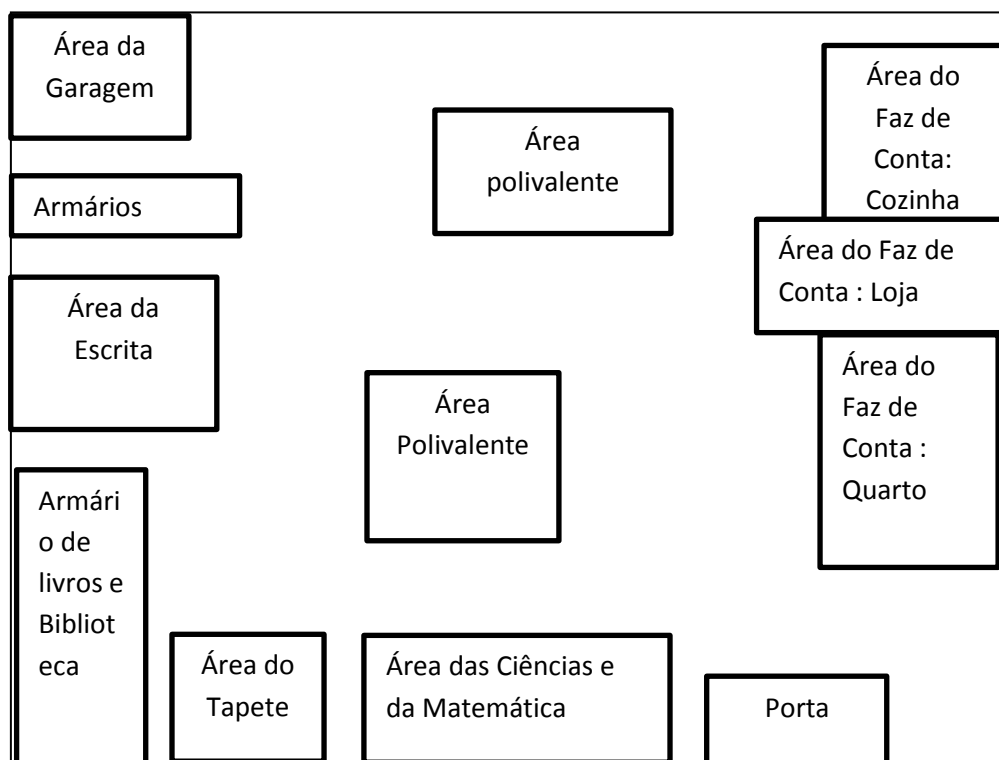 Área da
Garagem
Armários
Área da
Escrita
Armári
o de
livros e
Bibliot
eca
Área do
Tapete
Área
polivalente
Área
Polivalente
Área das Ciências e
da Matemática
Área do
Faz de
Conta:
Cozinha
Área do Faz de
Conta : Loja
Área do
Faz de
Conta :
Quarto
Porta